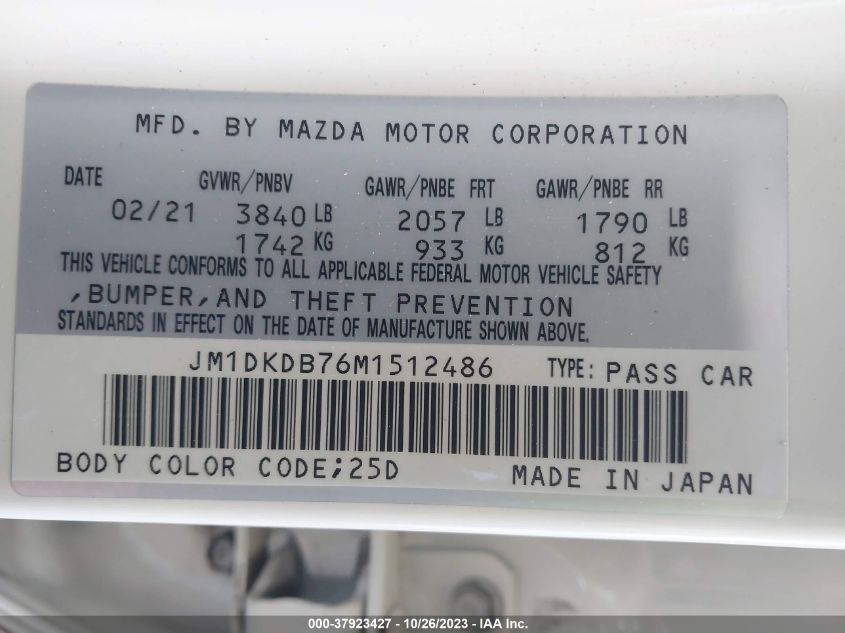 MFD. BY MAZDA MOTOR CORPORATION
DATE GVWR/PNBV GAWR/PNBE FRT GAWR/PNBE RR
02/21 3840 LB 2057 LB 1790 LB
1742 KG 933 KG 812 KG
THIS VEHICLE CONFORMS TO ALL APPLICABLE FEDERAL MOTOR VEHICLE SAFETY
,BUMPER,AND THEFT PREVENTION
STANDARDS IN EFFECT ON THE DATE OF MANUFACTURE SHOWN ABOVE.
JM1DKDB76M1512486 TYPE: PASS CAR
BODY COLOR CODE;25D MADE IN JAPAN
000-37923427 - 10/26/2023 - IAA Inc.